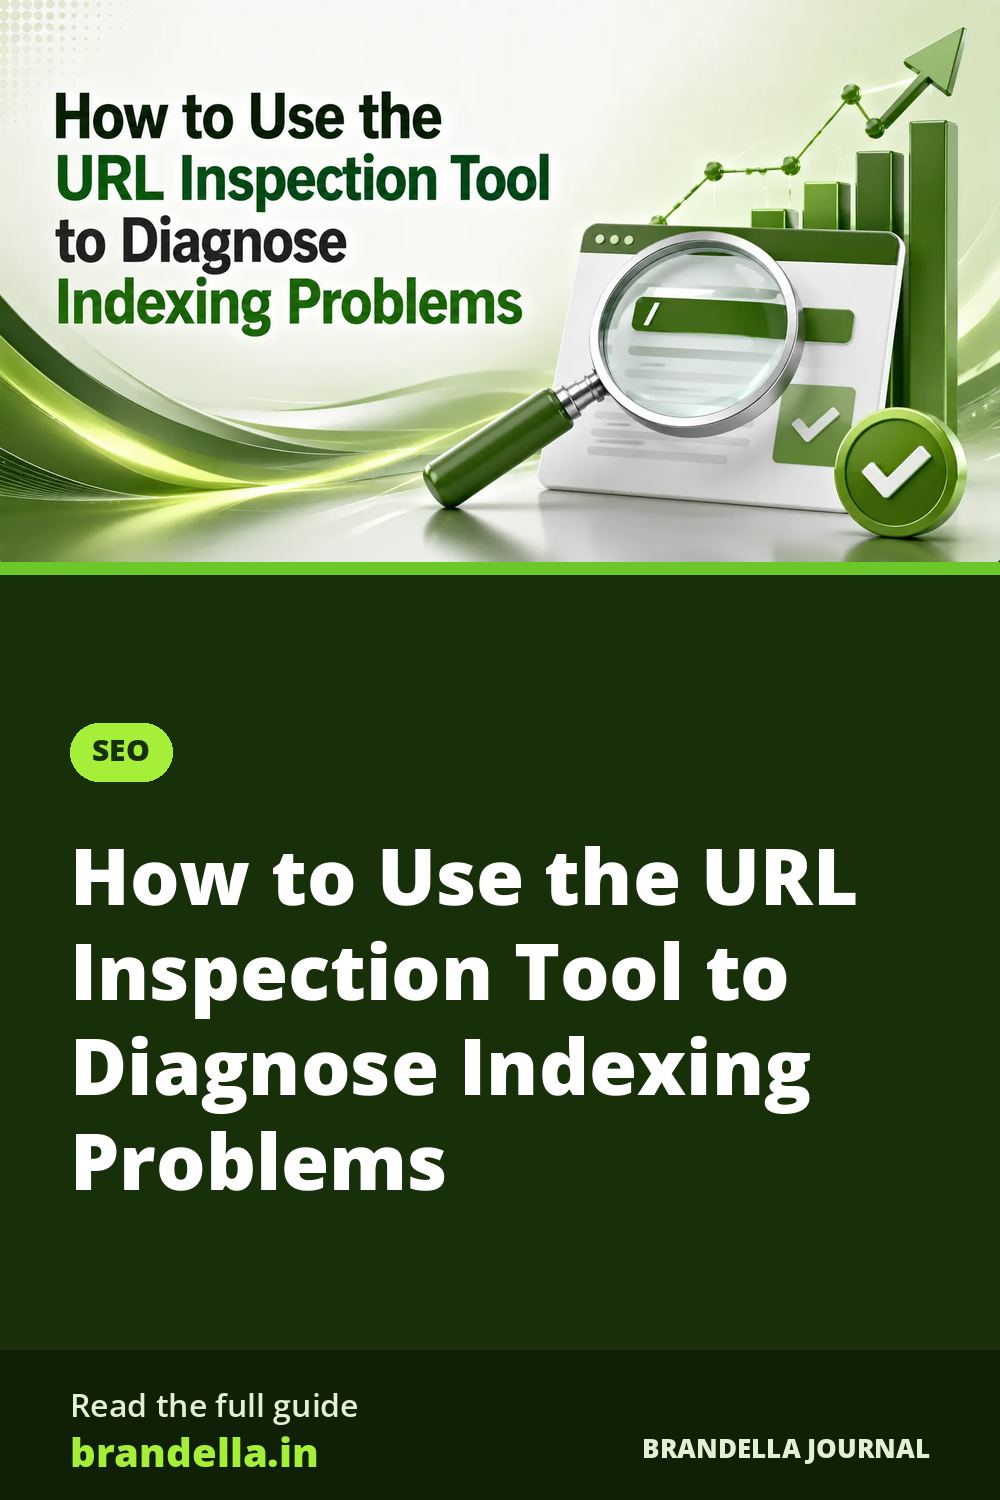 How to Use the
URL Inspection Tool
to Diagnose
Indexing Problems
/
SEO
How to Use the URL
Inspection Tool to
Diagnose Indexing
Problems
Read the full guide
brandella.in
BRANDELLA JOURNAL